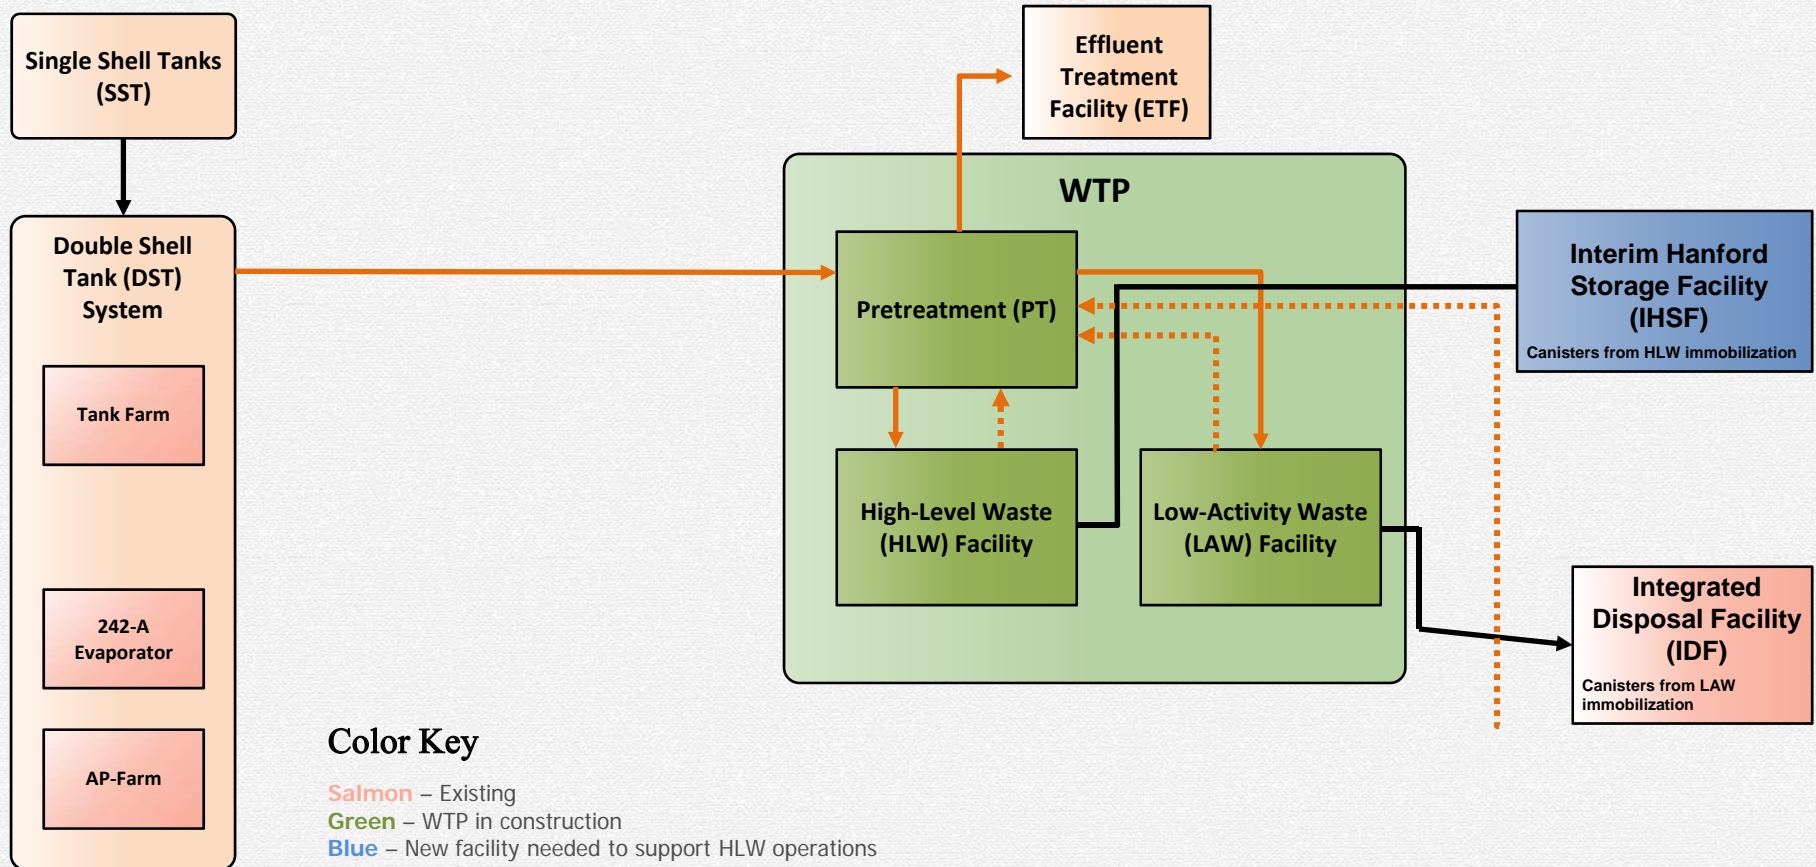 Single Shell Tanks
(SST)
Effluent
Treatment
Facility (ETF)
WTP
Double Shell
Tank (DST)
System
Pretreatment (PT)
Interim Hanford
Storage Facility
(IHSF)
Canisters from HLW immobilization
Tank Farm
High-Level Waste
(HLW) Facility
Low-Activity Waste
(LAW) Facility
242-A
Evaporator
Integrated
Disposal Facility
(IDF)
Canisters from LAW
immobilization
AP-Farm
Color Key
Salmon – Existing
Green – WTP in construction
Blue – New facility needed to support HLW operations